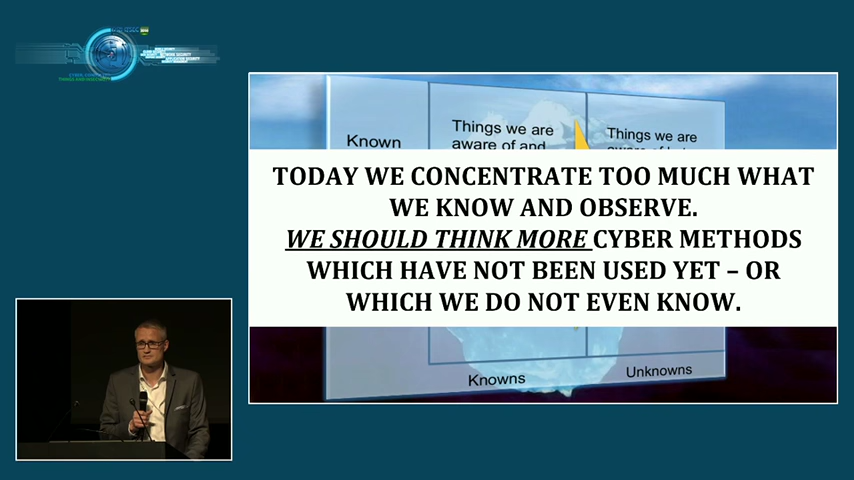 Known
Things we are
aware of and
Things we are
TODAY WE CONCENTRATE TOO MUCH WHAT
WE KNOW AND OBSERVE.
WE SHOULD THINK MORE CYBER METHODS
WHICH HAVE NOT BEEN USED YET – OR
WHICH WE DO NOT EVEN KNOW.
Knowns
Unknowns